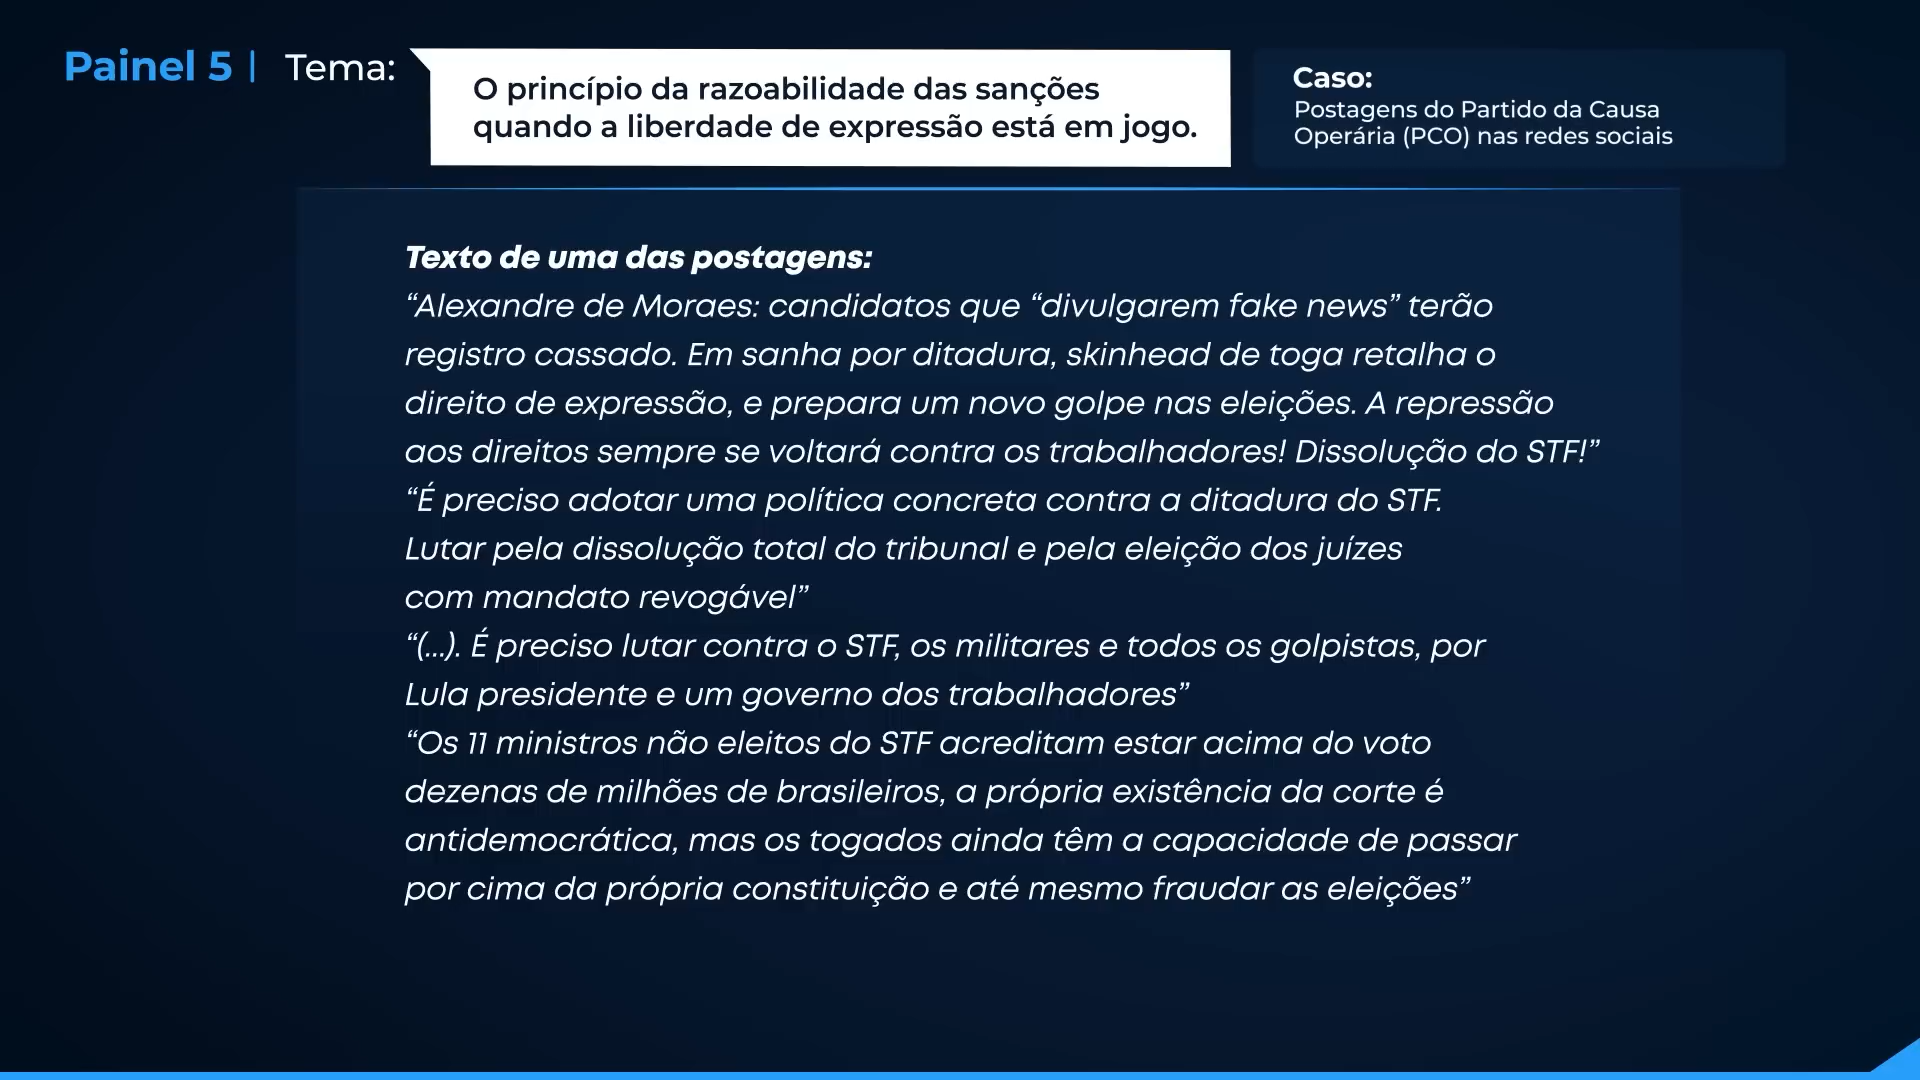 Painel 5 | Tema:
O princípio da razoabilidade das sanções
quando a liberdade de expressão está em jogo.
Caso:
Postagens do Partido da Causa
Operária (PCO) nas redes sociais
Texto de uma das postagens:
“Alexandre de Moraes: candidatos que “divulgarem fake news” terão
registro cassado. Em sanha por ditadura, skinhead de toga retalha o
direito de expressão, e prepara um novo golpe nas eleições. A repressão
aos direitos sempre se voltará contra os trabalhadores! Dissolução do STF!”
“É preciso adotar uma política concreta contra a ditadura do STF.
Lutar pela dissolução total do tribunal e pela eleição dos juízes
com mandato revogável”
“(...). É preciso lutar contra o STF, os militares e todos os golpistas, por
Lula presidente e um governo dos trabalhadores”
“Os 11 ministros não eleitos do STF acreditam estar acima do voto
dezenas de milhões de brasileiros, a própria existência da corte é
antidemocrática, mas os togados ainda têm a capacidade de passar
por cima da própria constituição e até mesmo fraudar as eleições”